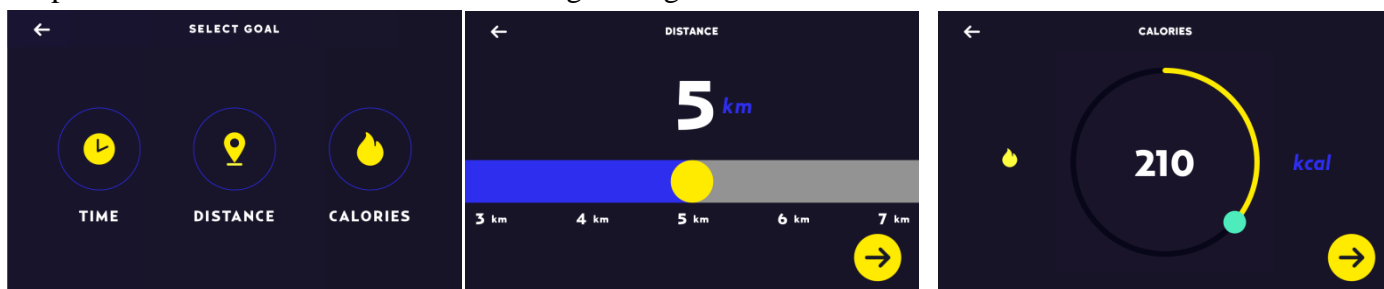 SELECT GOAL
TIME DISTANCE CALORIES
DISTANCE
5 km
3 km 4 km 5 km 6 km 7 km
CALORIES
210 kcal